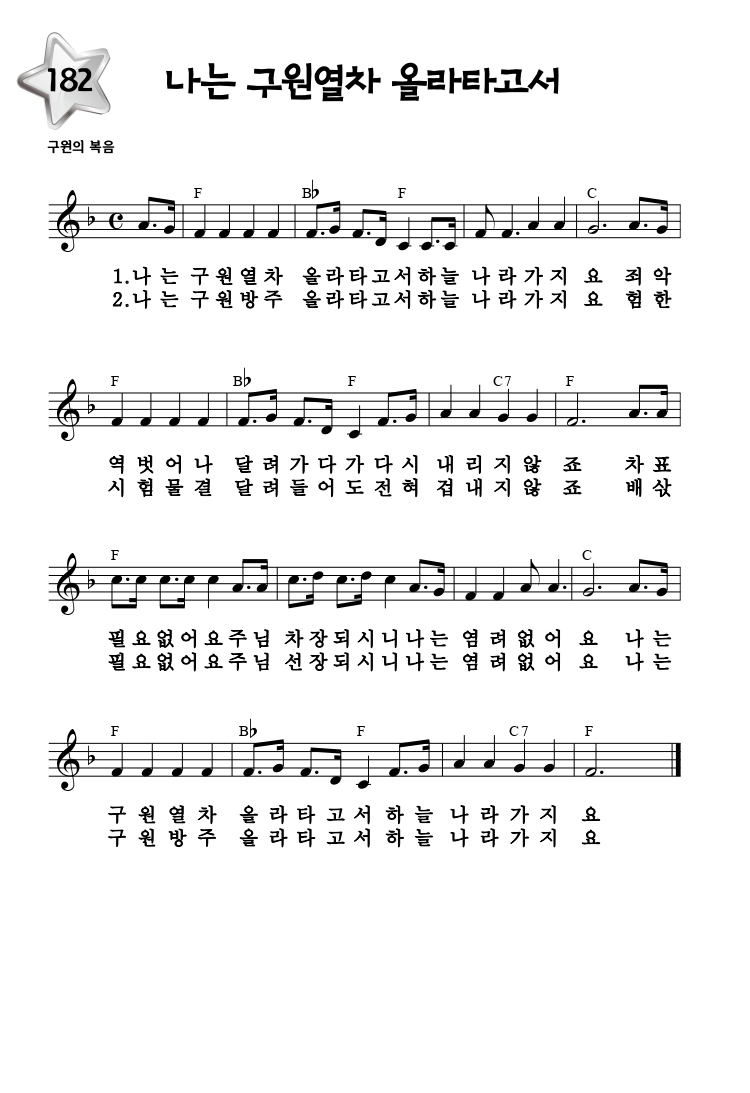 182
나는 구원열차 올라타고서
구원의 복음
F B♭ F C
1.나 는 구 원 열 차 올 라 타 고 서 하 늘 나 라 가 지 요 죄 악
2.나 는 구 원 방 주 올 라 타 고 서 하 늘 나 라 가 지 요 험 한
F B♭ F C7 F
역 벗 어 나 달 려 가 다 가 다 시 내 리 지 않 죠 차 표
시 험 물 결 달 려 들 어 도 전 혀 겁 내 지 않 죠 배 삯
F C
필 요 없 어 요 주 님 차 장 되 시 니 나 는 염 려 없 어 요 나 는
필 요 없 어 요 주 님 선 장 되 시 니 나 는 염 려 없 어 요 나 는
F B♭ F C7 F
구 원 열 차 올 라 타 고 서 하 늘 나 라 가 지 요
구 원 방 주 올 라 타 고 서 하 늘 나 라 가 지 요